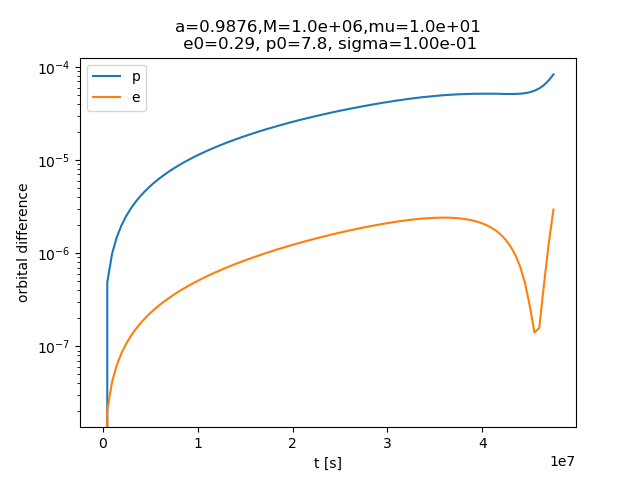 a=0.9876,M=1.0e+06,mu=1.0e+01
e0=0.29, p0=7.8, sigma=1.00e-01
p
e
10⁻⁴
10⁻⁵
10⁻⁶
10⁻⁷
orbital difference
0 1 2 3 4
1e7
t [s]